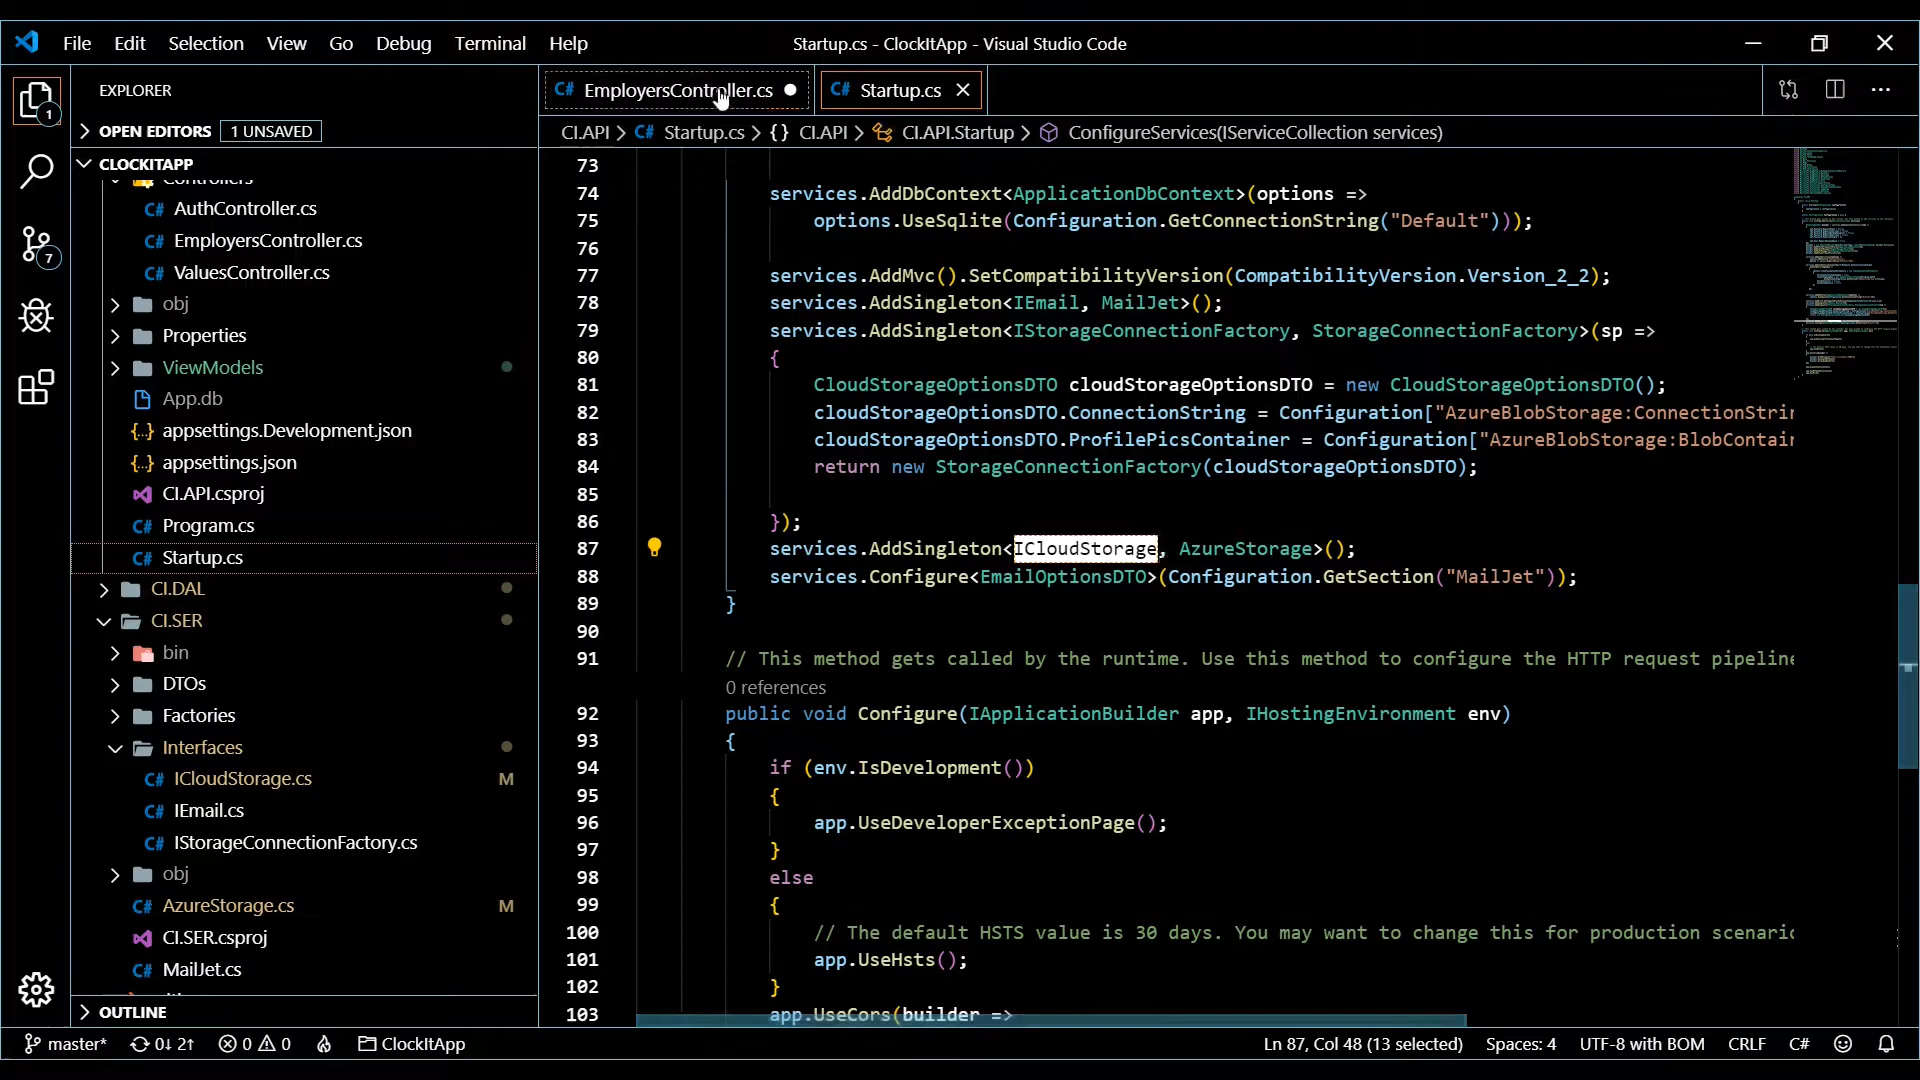 File Edit Selection View Go Debug Terminal Help
Startup.cs - ClockItApp - Visual Studio Code
EXPLORER
OPEN EDITORS 1 UNSAVED
CLOCKITAPP
Controllers
AuthController.cs
EmployersController.cs
ValuesController.cs
obj
Properties
ViewModels
App.db
{..} appsettings.Development.json
{..} appsettings.json
CI.API.csproj
Program.cs
Startup.cs
CI.DAL
CI.SER
bin
DTOs
Factories
Interfaces
ICloudStorage.cs M
IEmail.cs
IStorageConnectionFactory.cs
obj
AzureStorage.cs M
CI.SER.csproj
MailJet.cs
OUTLINE
1
7
EmployersController.cs
Startup.cs
CI.API > Startup.cs > {} CI.API > CI.API.Startup > ConfigureServices(IServiceCollection services)
73
74 services.AddDbContext<ApplicationDbContext>(options =>
75 options.UseSqlite(Configuration.GetConnectionString("Default")));
76
77 services.AddMvc().SetCompatibilityVersion(CompatibilityVersion.Version_2_2);
78 services.AddSingleton<IEmail, MailJet>();
79 services.AddSingleton<IStorageConnectionFactory, StorageConnectionFactory>(sp =>
80 {
81 CloudStorageOptionsDTO cloudStorageOptionsDTO = new CloudStorageOptionsDTO();
82 cloudStorageOptionsDTO.ConnectionString = Configuration["AzureBlobStorage:ConnectionStrin
83 cloudStorageOptionsDTO.ProfilePicsContainer = Configuration["AzureBlobStorage:BlobContain
84 return new StorageConnectionFactory(cloudStorageOptionsDTO);
85
86 });
87 services.AddSingleton<ICloudStorage, AzureStorage>();
88 services.Configure<EmailOptionsDTO>(Configuration.GetSection("MailJet"));
89 }
90
91 // This method gets called by the runtime. Use this method to configure the HTTP request pipeline
0 references
92 public void Configure(IApplicationBuilder app, IHostingEnvironment env)
93 {
94 if (env.IsDevelopment())
95 {
96 app.UseDeveloperExceptionPage();
97 }
98 else
99 {
100 // The default HSTS value is 30 days. You may want to change this for production scenario
101 app.UseHsts();
102 }
103 app.UseCors(builder =>
master* 0↓ 2↑ 0 0 ClockItApp
Ln 87, Col 48 (13 selected) Spaces: 4 UTF-8 with BOM CRLF C#